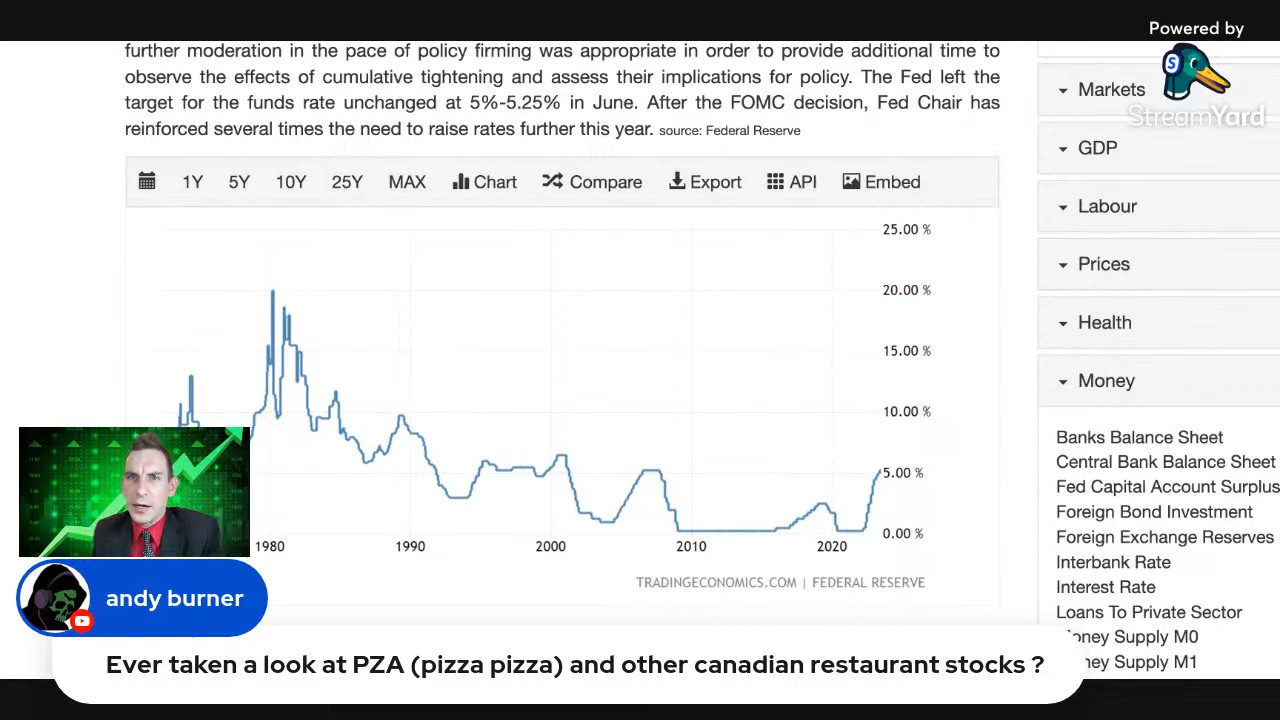 Powered by
StreamYard
further moderation in the pace of policy firming was appropriate in order to provide additional time to
observe the effects of cumulative tightening and assess their implications for policy. The Fed left the
target for the funds rate unchanged at 5%-5.25% in June. After the FOMC decision, Fed Chair has
reinforced several times the need to raise rates further this year. source: Federal Reserve
1Y 5Y 10Y 25Y MAX Chart Compare Export API Embed
25.00 %
20.00 %
15.00 %
10.00 %
5.00 %
0.00 %
1980 1990 2000 2010 2020
TRADINGECONOMICS.COM | FEDERAL RESERVE
Markets
GDP
Labour
Prices
Health
Money
Banks Balance Sheet
Central Bank Balance Sheet
Fed Capital Account Surplus
Foreign Bond Investment
Foreign Exchange Reserves
Interbank Rate
Interest Rate
Loans To Private Sector
Money Supply M0
ney Supply M1
andy burner
Ever taken a look at PZA (pizza pizza) and other canadian restaurant stocks ?